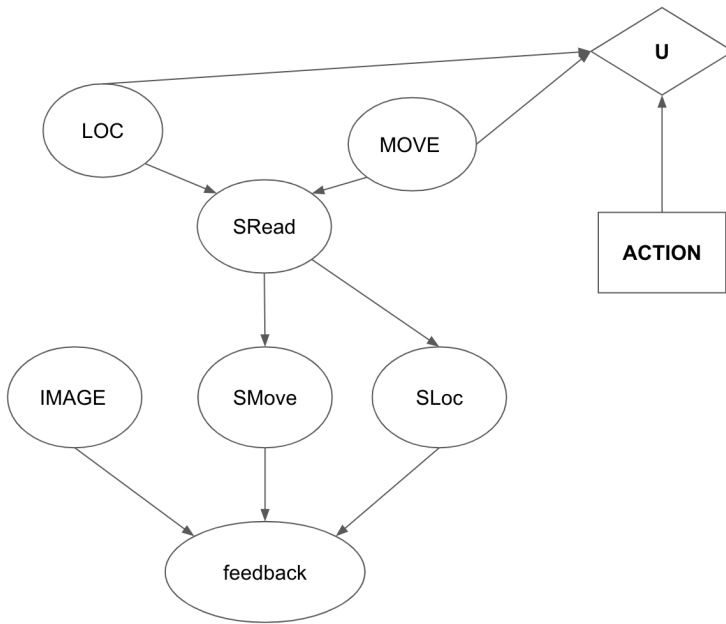 U
LOC
MOVE
SRead
ACTION
IMAGE
SMove
SLoc
feedback